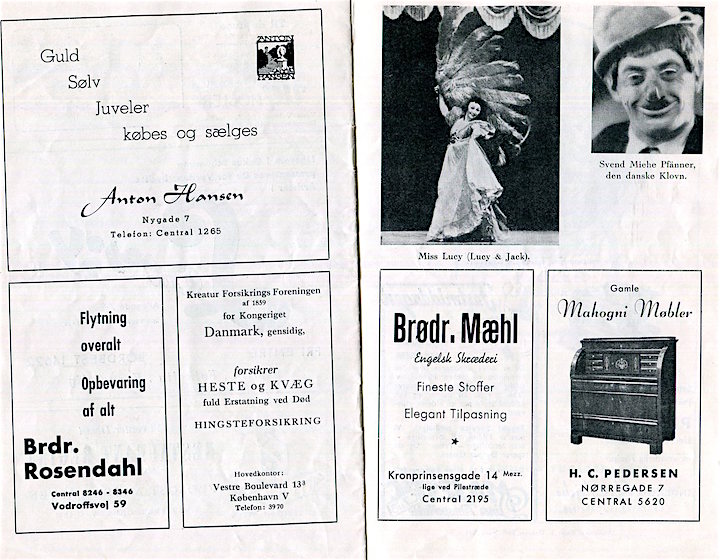 Guld
Sølv
Juveler
købes og sælges
ANTON
HANSEN
Anton Hansen
Nygade 7
Telefon: Central 1265
Flytning
overalt
Opbevaring
af alt
Brdr.
Rosendahl
Central 8246 - 8346
Vodroffsvej 59
Kreatur Forsikrings Foreningen
af 1859
for Kongeriget
Danmark, gensidig,
forsikrer
HESTE og KVÆG
fuld Erstatning ved Død
HINGSTEFORSIKRING
Hovedkontor:
Vestre Boulevard 13³
København V
Telefon: 3970
Miss Lucy (Lucy & Jack).
Svend Miehe Pfänner,
den danske Klovn.
Brødr. Mæhl
Engelsk Skræderi
Fineste Stoffer
Elegant Tilpasning
Kronprinsensgade 14 Mezz.
lige ved Pilestræde
Central 2195
Gamle
Mahogni Møbler
H. C. PEDERSEN
NØRREGADE 7
CENTRAL 5620